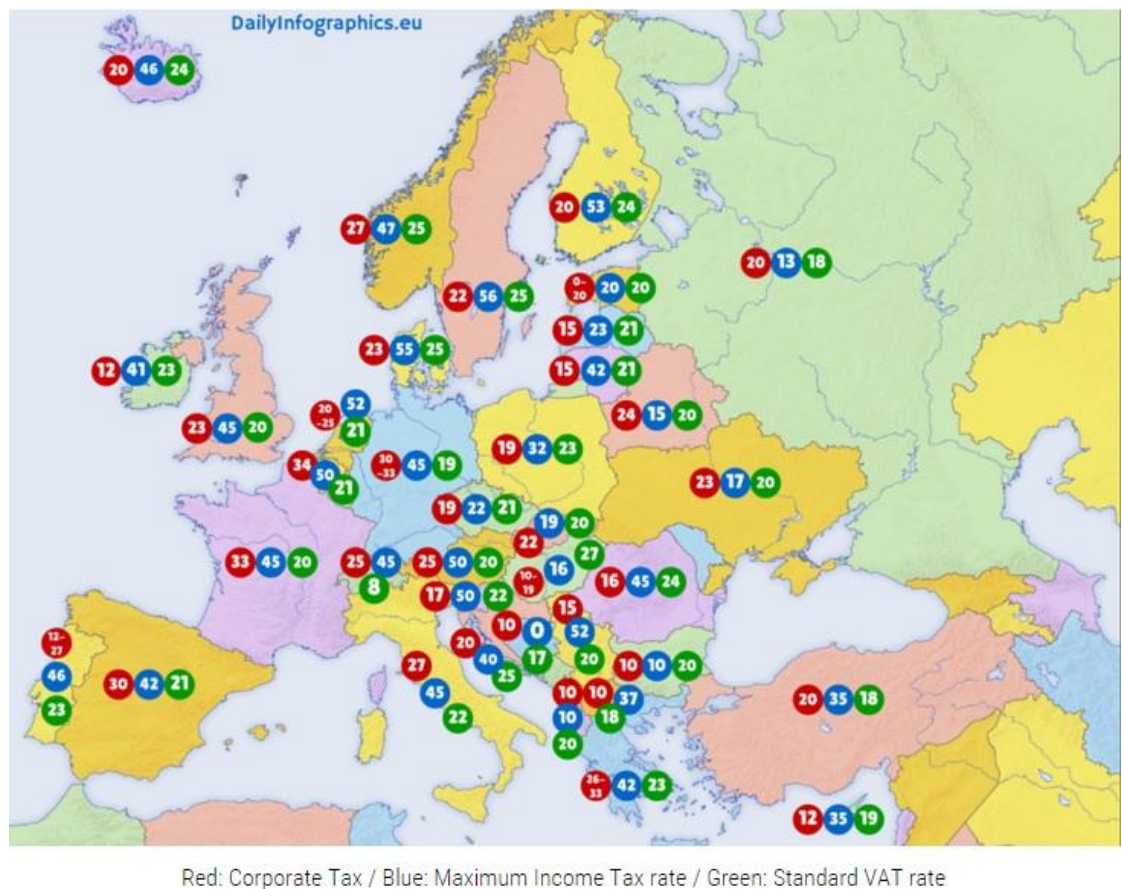 DailyInfographics.eu
20 46 24
20 53 24
27 47 25
20 13 18
0-20 20 20
22 56 25
15 23 21
23 55 25
12 41 23
15 42 21
20-25 52 21
24 15 20
23 45 20
19 32 23
34 50 21
30-33 45 19
23 17 20
19 22 21
22 19 20
33 45 20
25 45 8
25 50 20
10-19 16 27
16 45 24
17 50 22
10 0 17
15 52 20
20 40 25
12-27 46 23
30 42 21
27 45 22
10 10 20
10 10 20
10 37 18
20 35 18
26-33 42 23
12 35 19
Red: Corporate Tax / Blue: Maximum Income Tax rate / Green: Standard VAT rate